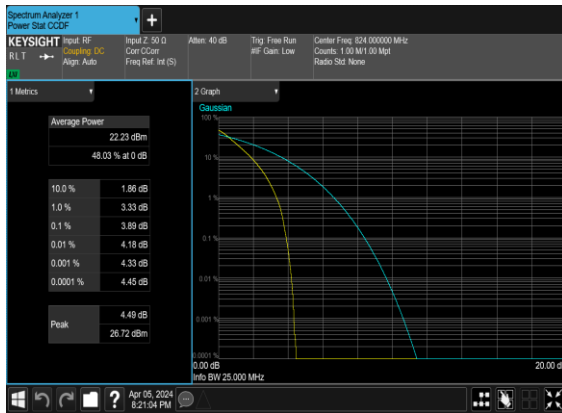 Spectrum Analyzer 1
Power Stat CCDF
+
KEYSIGHT
RLT
Input: RF
Coupling: DC
Align: Auto
Input Z: 50 Ω
Corr CCorr
Freq Ref: Int (S)
Atten: 40 dB
Trig: Free Run
#IF Gain: Low
Center Freq: 824.000000 MHz
Counts: 1.00 M/1.00 Mpt
Radio Std: None
1 Metrics
Average Power
22.23 dBm
48.03 % at 0 dB
10.0 % 1.86 dB
1.0 % 3.33 dB
0.1 % 3.89 dB
0.01 % 4.18 dB
0.001 % 4.33 dB
0.0001 % 4.45 dB
Peak
4.49 dB
26.72 dBm
2 Graph
Gaussian
100 %
10 %
1 %
0.1 %
0.01 %
0.001 %
0.0001 %
0.00 dB
20.00 dB
Info BW 25.000 MHz
?
Apr 05, 2024
8:21:04 PM